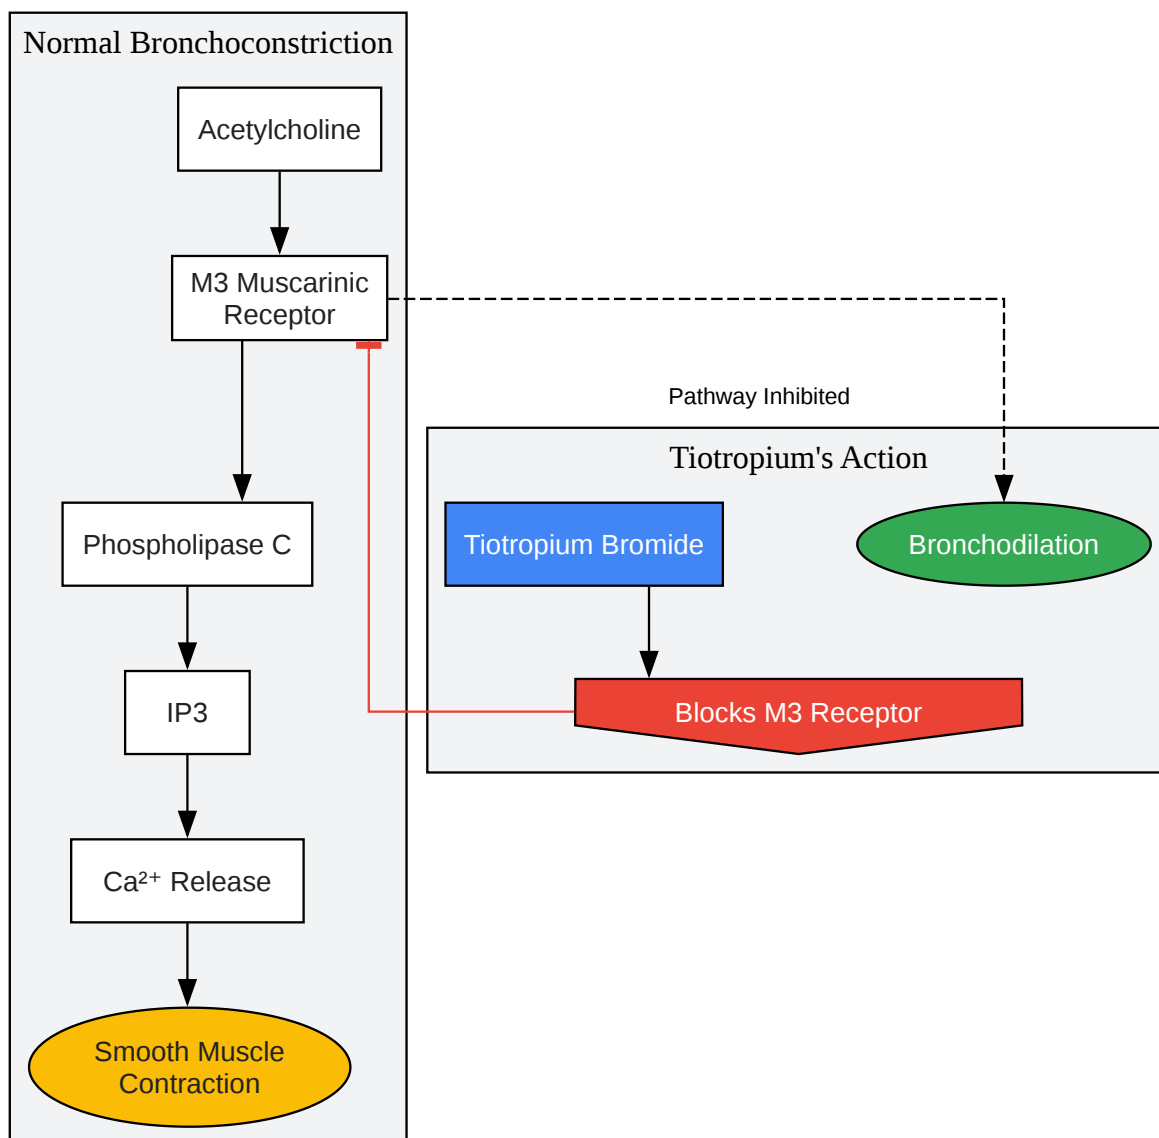 Normal Bronchoconstriction
Acetylcholine
M3 Muscarinic
Receptor
Phospholipase C
IP3
Ca²⁺ Release
Smooth Muscle
Contraction
Pathway Inhibited
Tiotropium's Action
Tiotropium Bromide
Bronchodilation
Blocks M3 Receptor